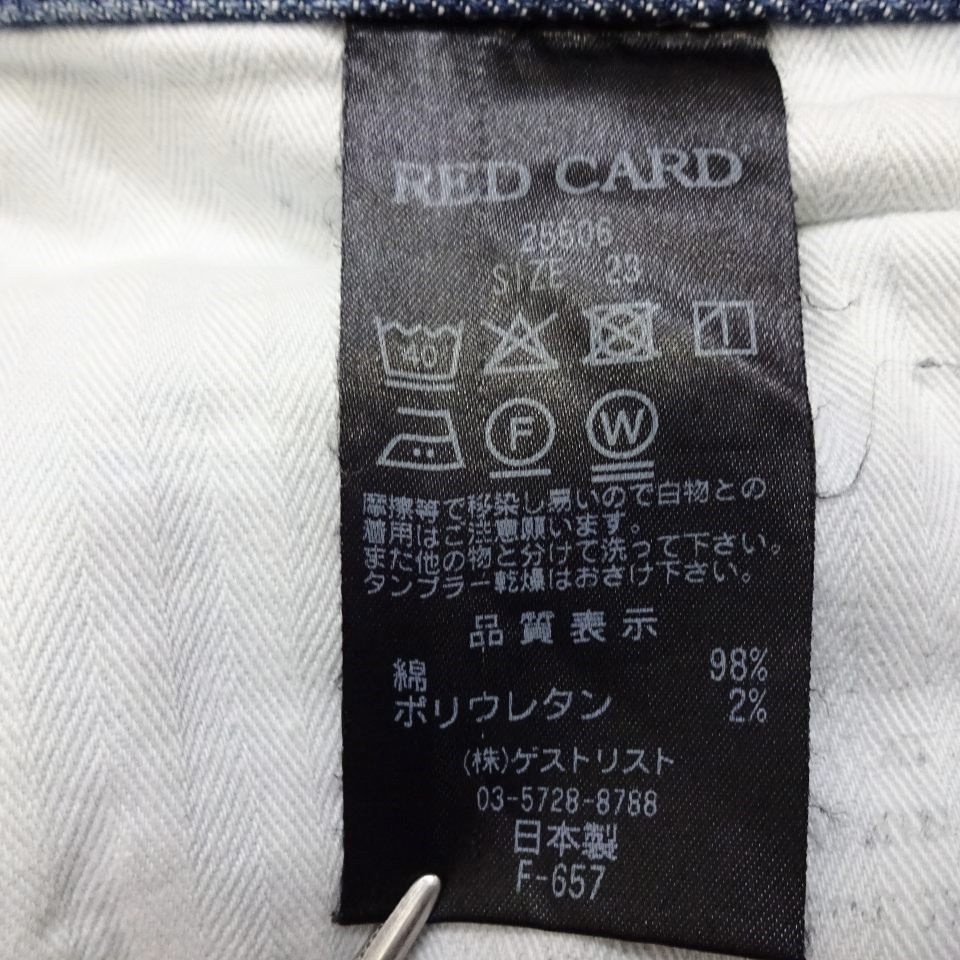 RED CARD
25506
SIZE 23
40
F W
摩擦等で移染し易いので白物との
着用はご注意願います。
また他の物と分けて洗って下さい。
タンブラー乾燥はおさけ下さい。
品質表示
綿 98%
ポリウレタン 2%
(株)ゲストリスト
03-5728-8788
日本製
F-657